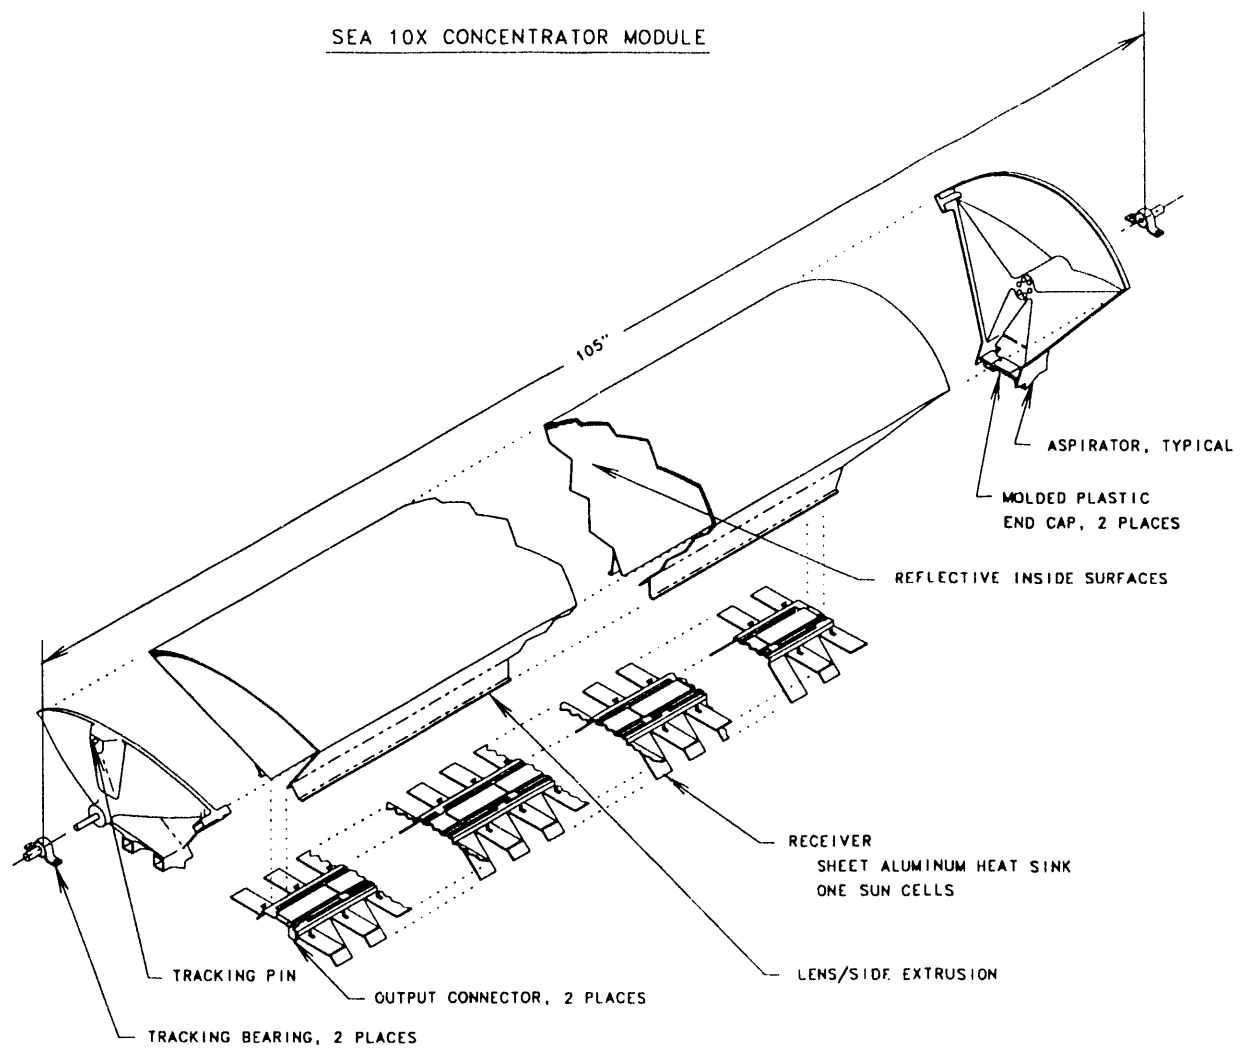 SEA 10X CONCENTRATOR MODULE
105"
ASPIRATOR, TYPICAL
MOLDED PLASTIC
END CAP, 2 PLACES
REFLECTIVE INSIDE SURFACES
RECEIVER
SHEET ALUMINUM HEAT SINK
ONE SUN CELLS
LENS/SIDE EXTRUSION
TRACKING PIN
OUTPUT CONNECTOR, 2 PLACES
TRACKING BEARING, 2 PLACES